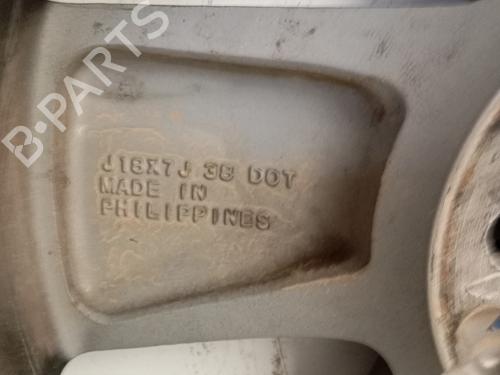 B-PARTS
J18X7J 38 DOT
MADE IN
PHILIPPINES